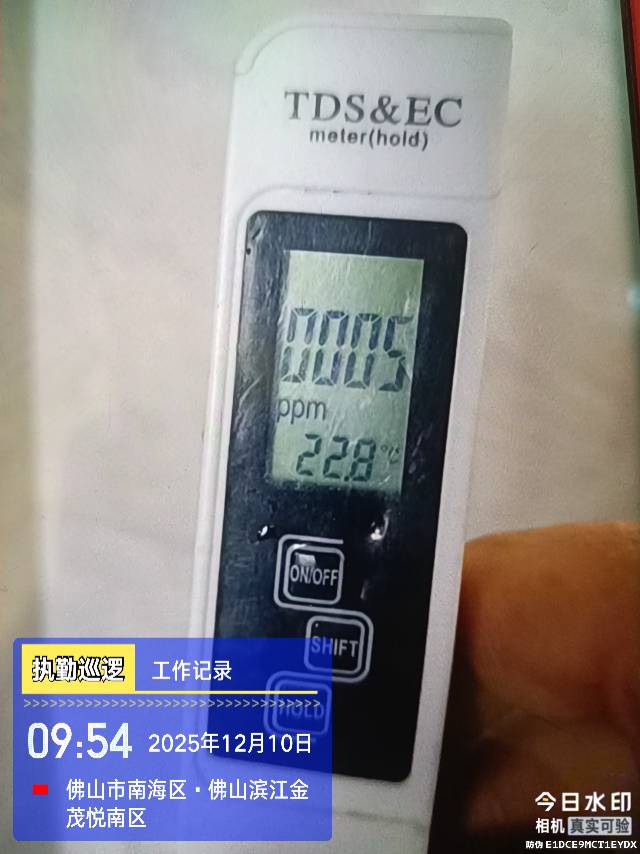 TDS&EC
meter(hold)
0005
ppm
22.8°C
ON/OFF
SHIFT
HOLD
执勤巡逻 工作记录
>>>>>>>>>>>>>>>>>>>>>>>>>>>>>>>>>>>>
09:54 2025年12月10日
佛山市南海区·佛山滨江金
茂悦南区
今日水印
相机 真实可验
防伪 E1DCE9MCT1EYDX